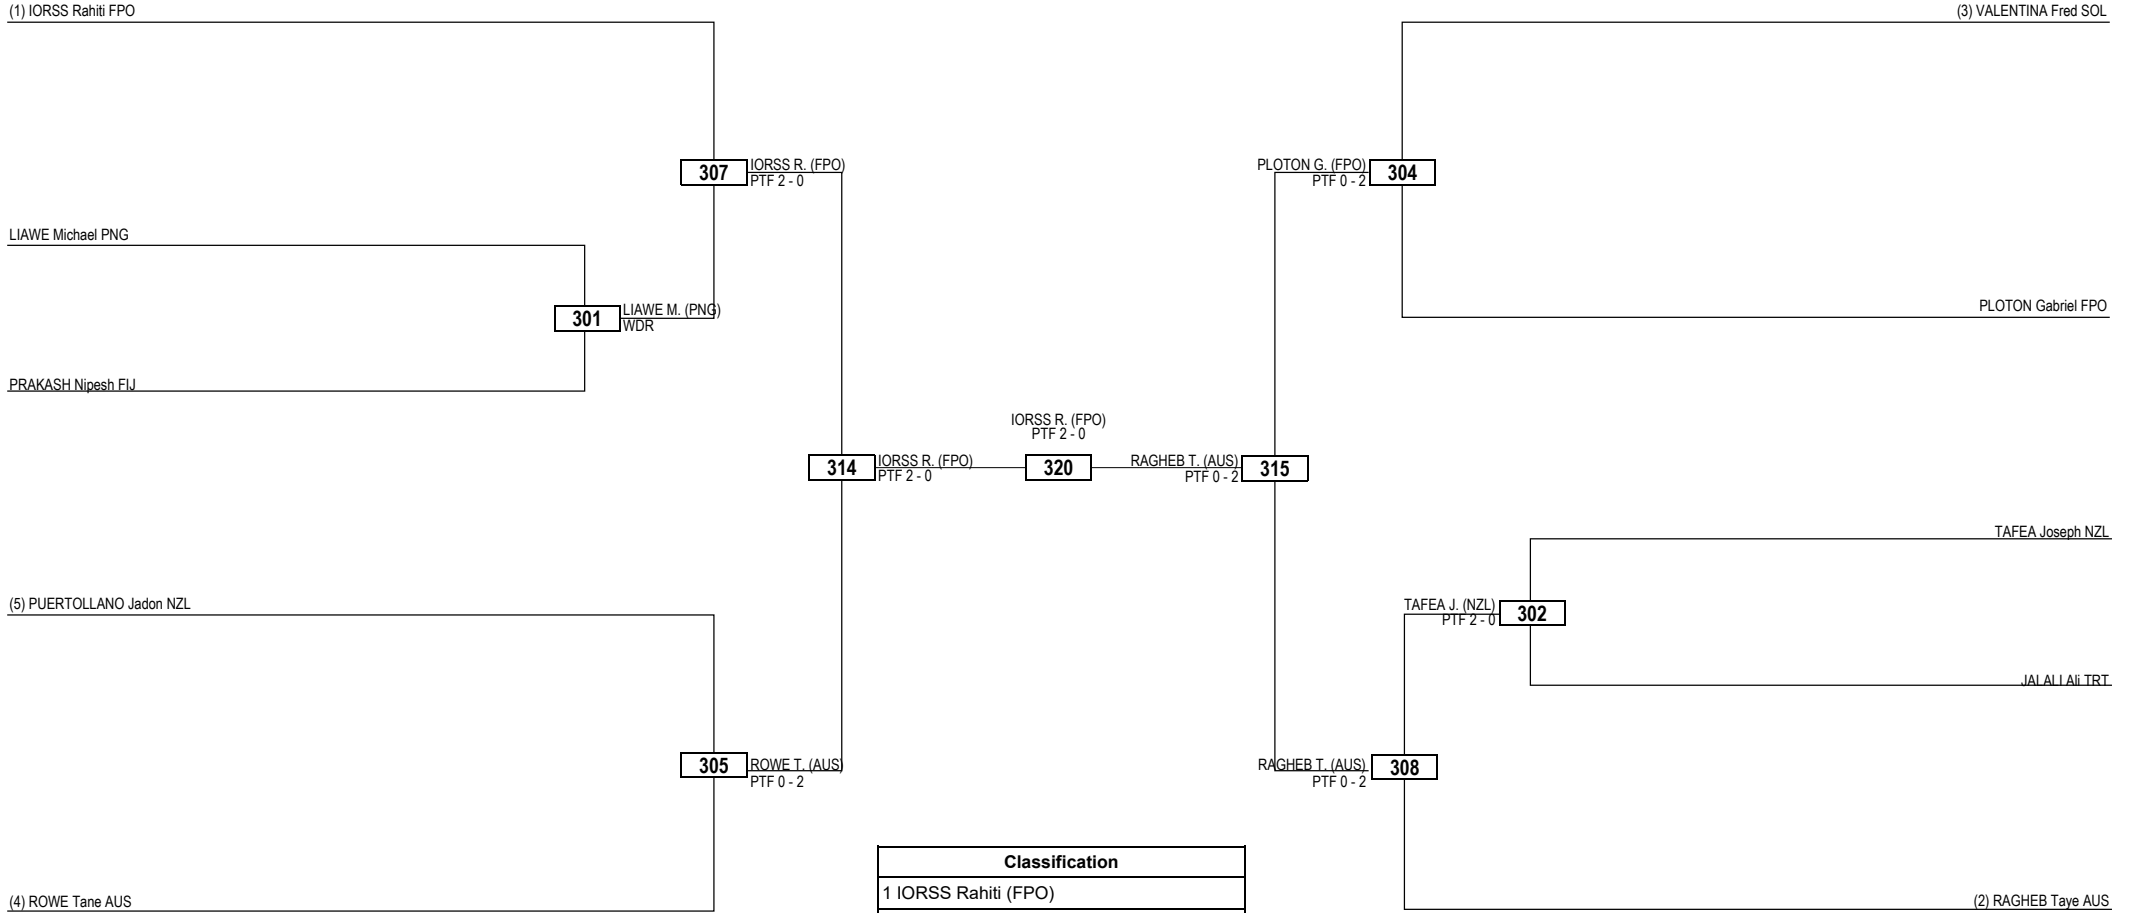 (1) IORSS Rahiti FPO
(3) VALENTINA Fred SOL
307
IORSS R. (FPO)
PTF 2 - 0
PLOTON G. (FPO)
PTF 0 - 2
304
LIAWE Michael PNG
301
LIAWE M. (PNG)
WDR
PLOTON Gabriel FPO
PRAKASH Nipesh FIJ
IORSS R. (FPO)
PTF 2 - 0
314
IORSS R. (FPO)
PTF 2 - 0
320
RAGHEB T. (AUS)
PTF 0 - 2
315
TAFEA Joseph NZL
(5) PUERTOLLANO Jadon NZL
TAFEA J. (NZL)
PTF 2 - 0
302
JALALI Ali TRT
305
ROWE T. (AUS)
PTF 0 - 2
RAGHEB T. (AUS)
PTF 0 - 2
308
Classification
1 IORSS Rahiti (FPO)
(4) ROWE Tane AUS
(2) RAGHEB Taye AUS